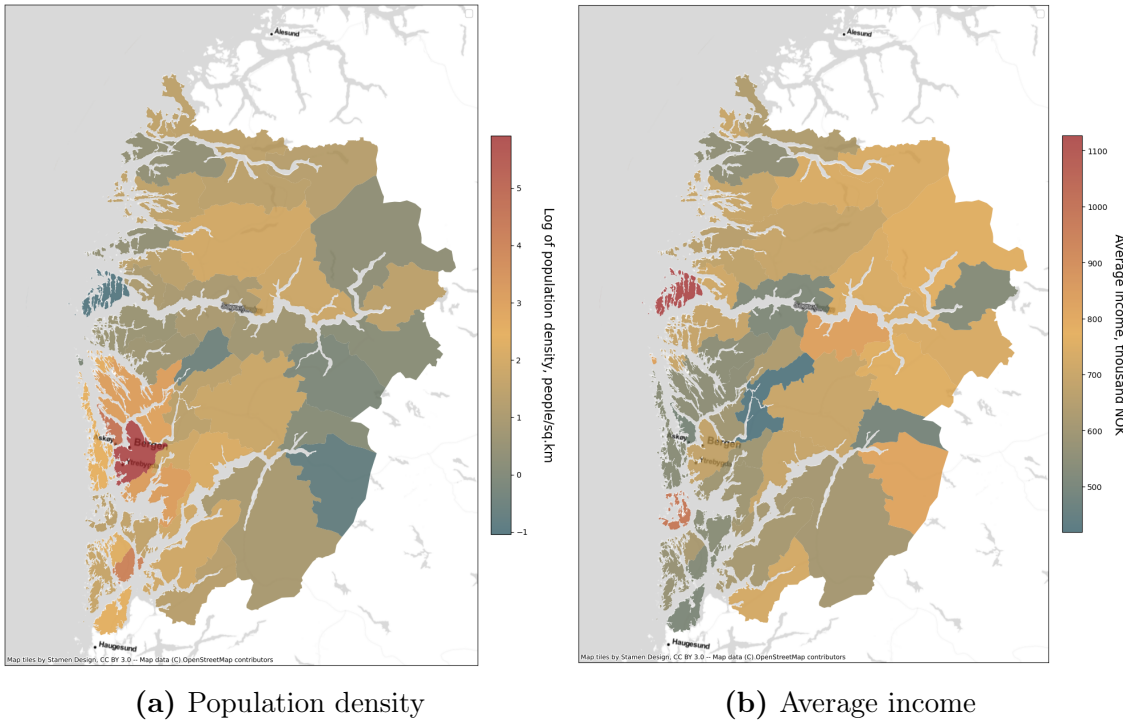 Ålesund
Bergen
Askøy
Ytrebygda
Haugesund
Map tiles by Stamen Design, CC BY 3.0 -- Map data (C) OpenStreetMap contributors
5
4
3
2
1
0
−1
Log of population density, people/sq.km
(a) Population density
Ålesund
Bergen
Askøy
Ytrebygda
Haugesund
Map tiles by Stamen Design, CC BY 3.0 -- Map data (C) OpenStreetMap contributors
1100
1000
900
800
700
600
500
Average income, thousand NOK
(b) Average income